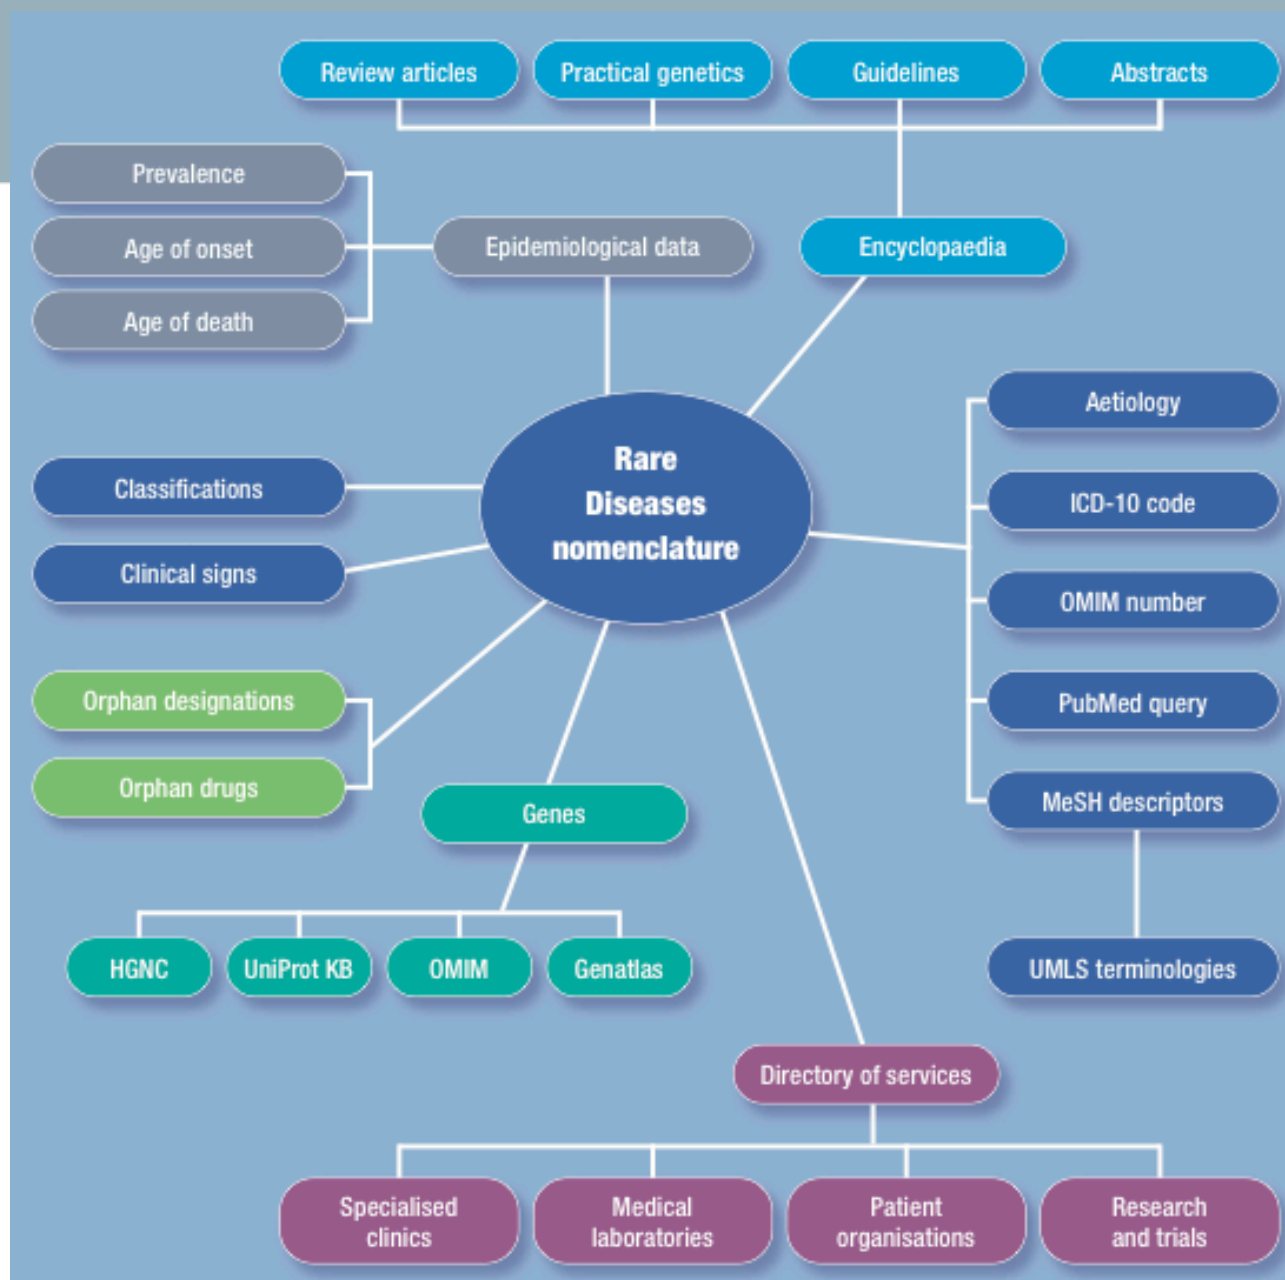 Review articles
Practical genetics
Guidelines
Abstracts
Prevalence
Age of onset
Age of death
Epidemiological data
Encyclopaedia
Rare
Diseases
nomenclature
Classifications
Clinical signs
Aetiology
ICD-10 code
OMIM number
PubMed query
MeSH descriptors
UMLS terminologies
Orphan designations
Orphan drugs
Genes
HGNC
UniProt KB
OMIM
Genatlas
Directory of services
Specialised
clinics
Medical
laboratories
Patient
organisations
Research
and trials